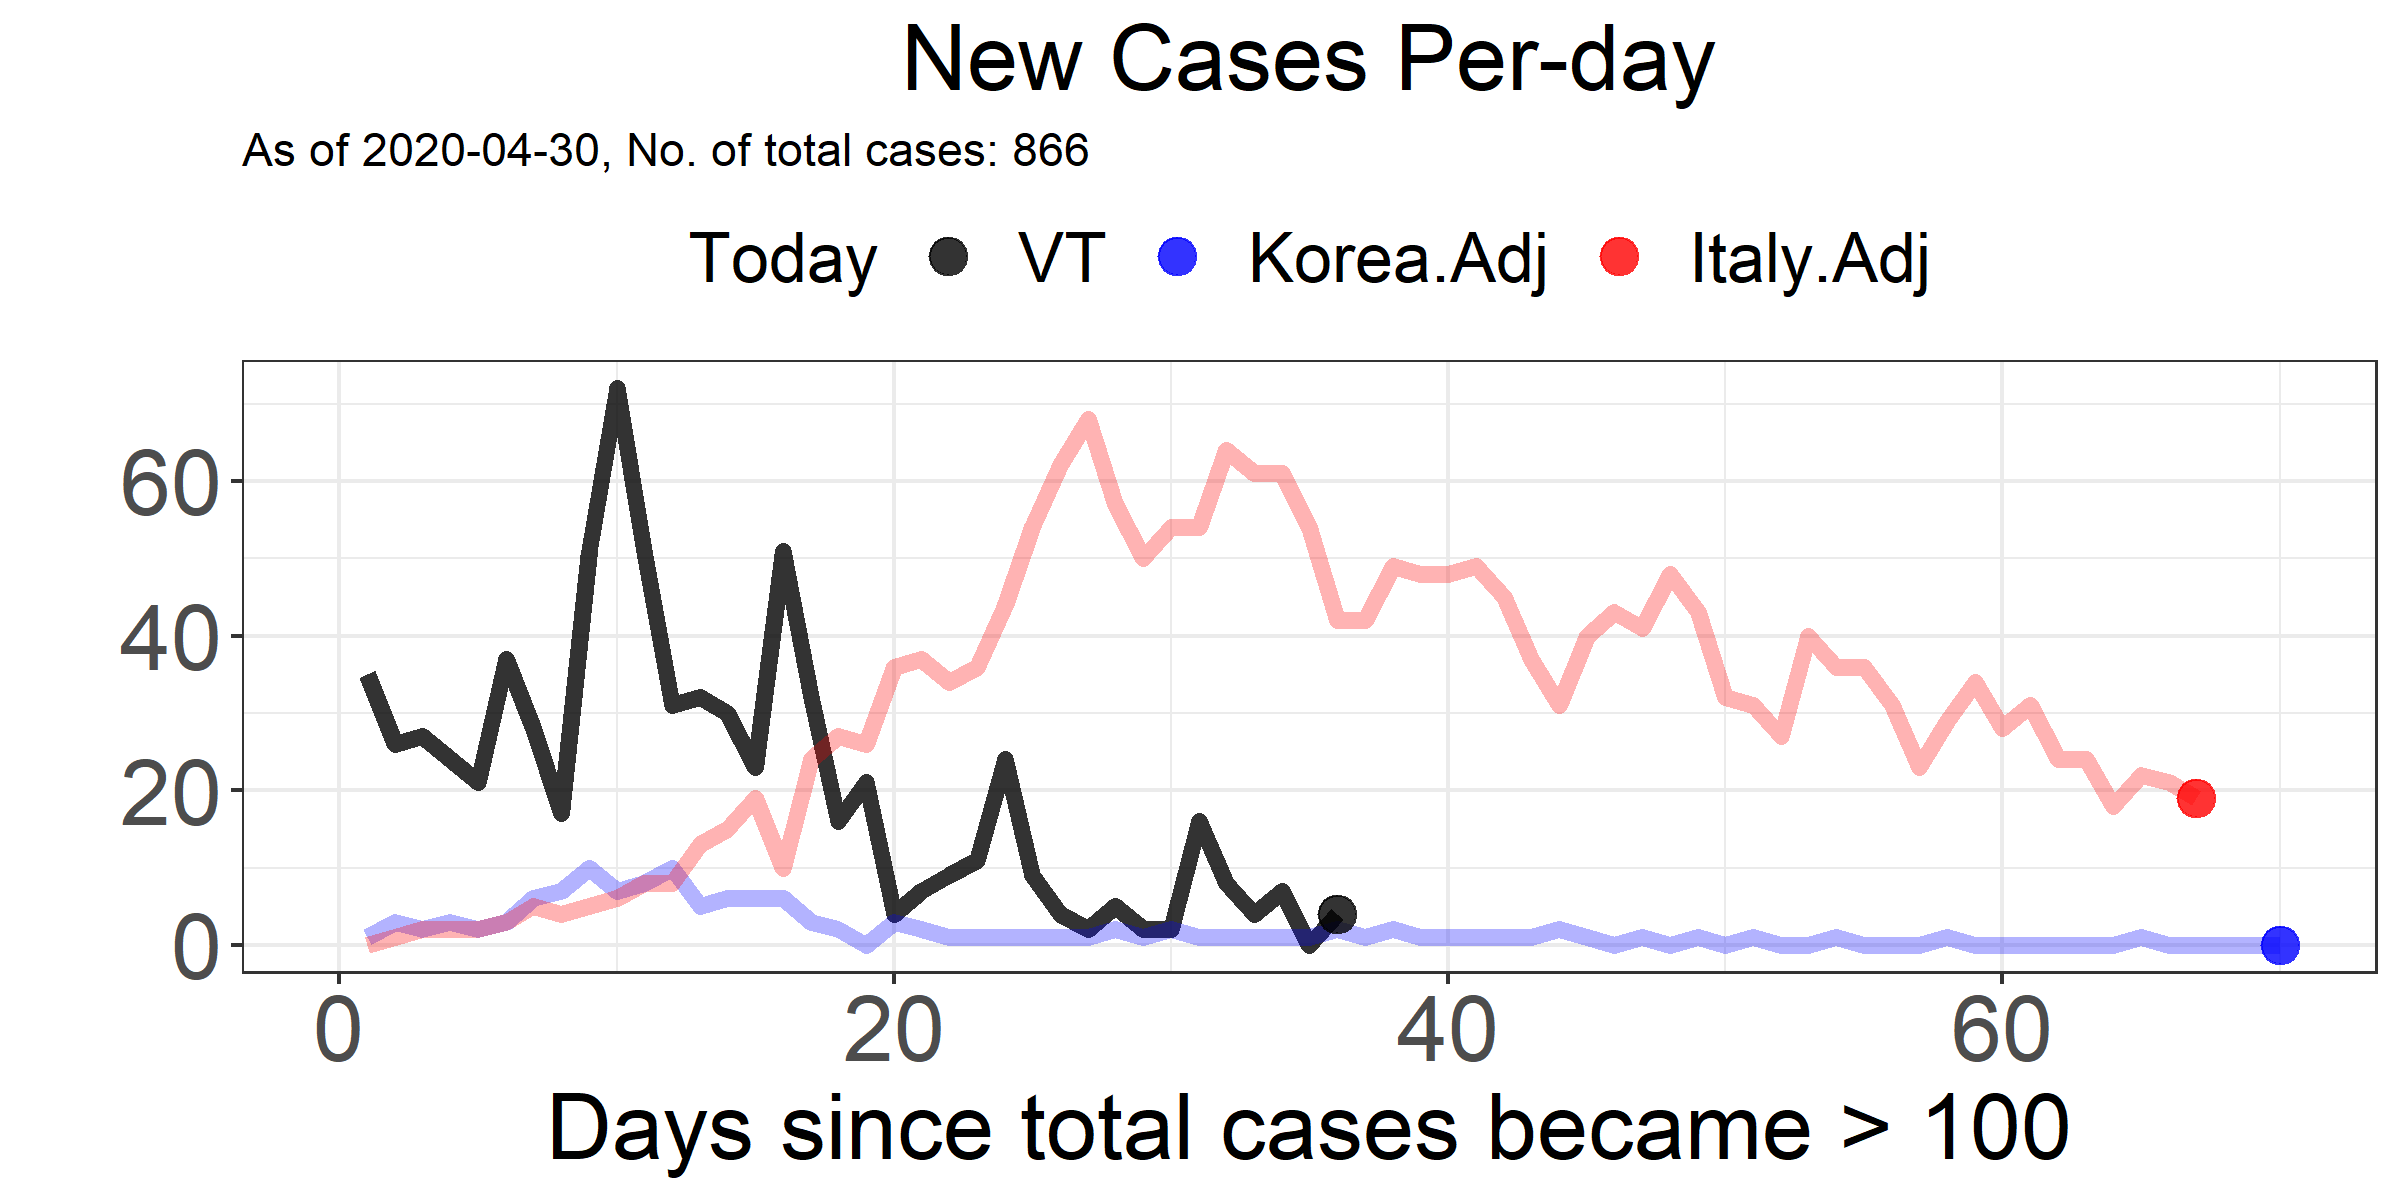 New Cases Per-day
As of 2020-04-30, No. of total cases: 866
Today VT Korea.Adj Italy.Adj
60
40
20
0
0 20 40 60
Days since total cases became > 100